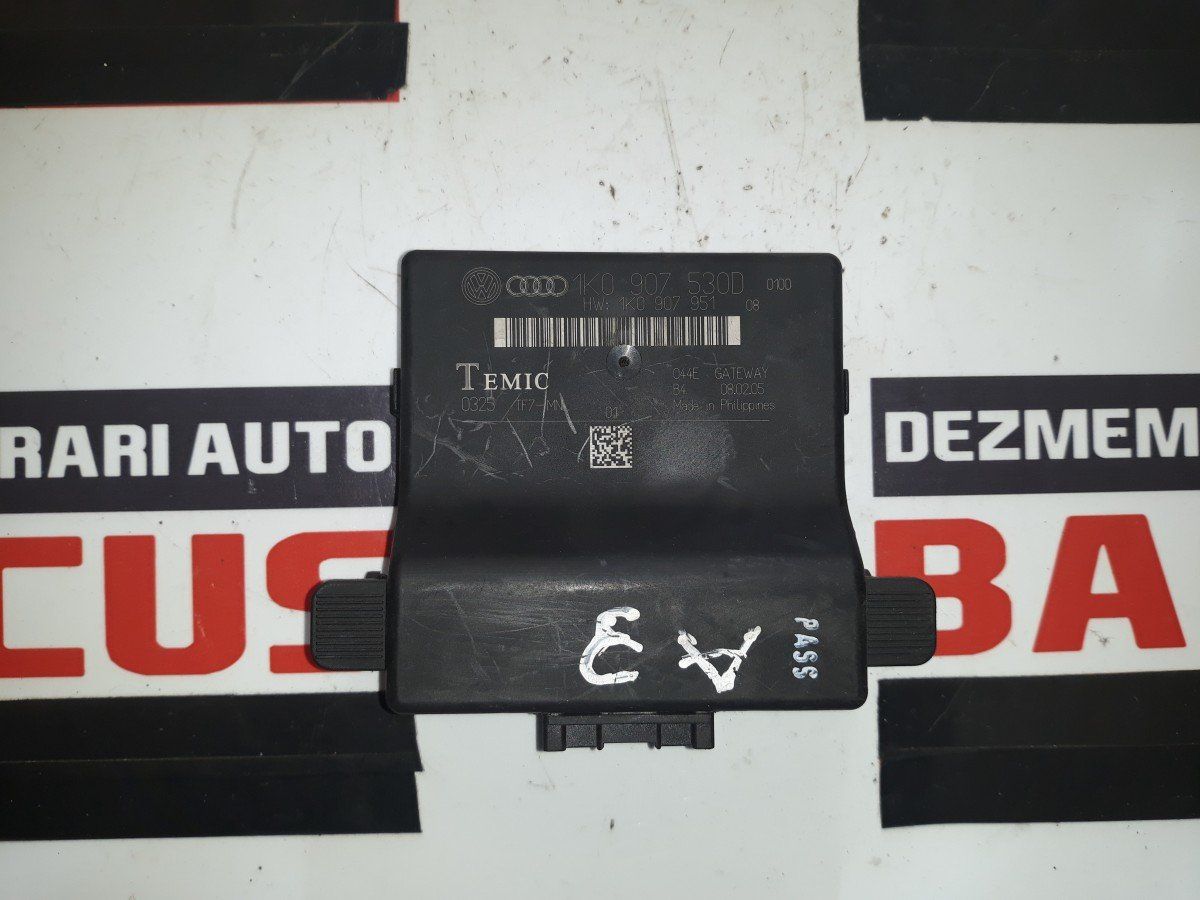 1K0 907 530D 0100
HW: 1K0 907 951 08
TEMIC
044E GATEWAY
B4 08.02.05
0325
Made in Philippines
RARI AUTO
DEZMEM
CUS
BA
PASS
A3